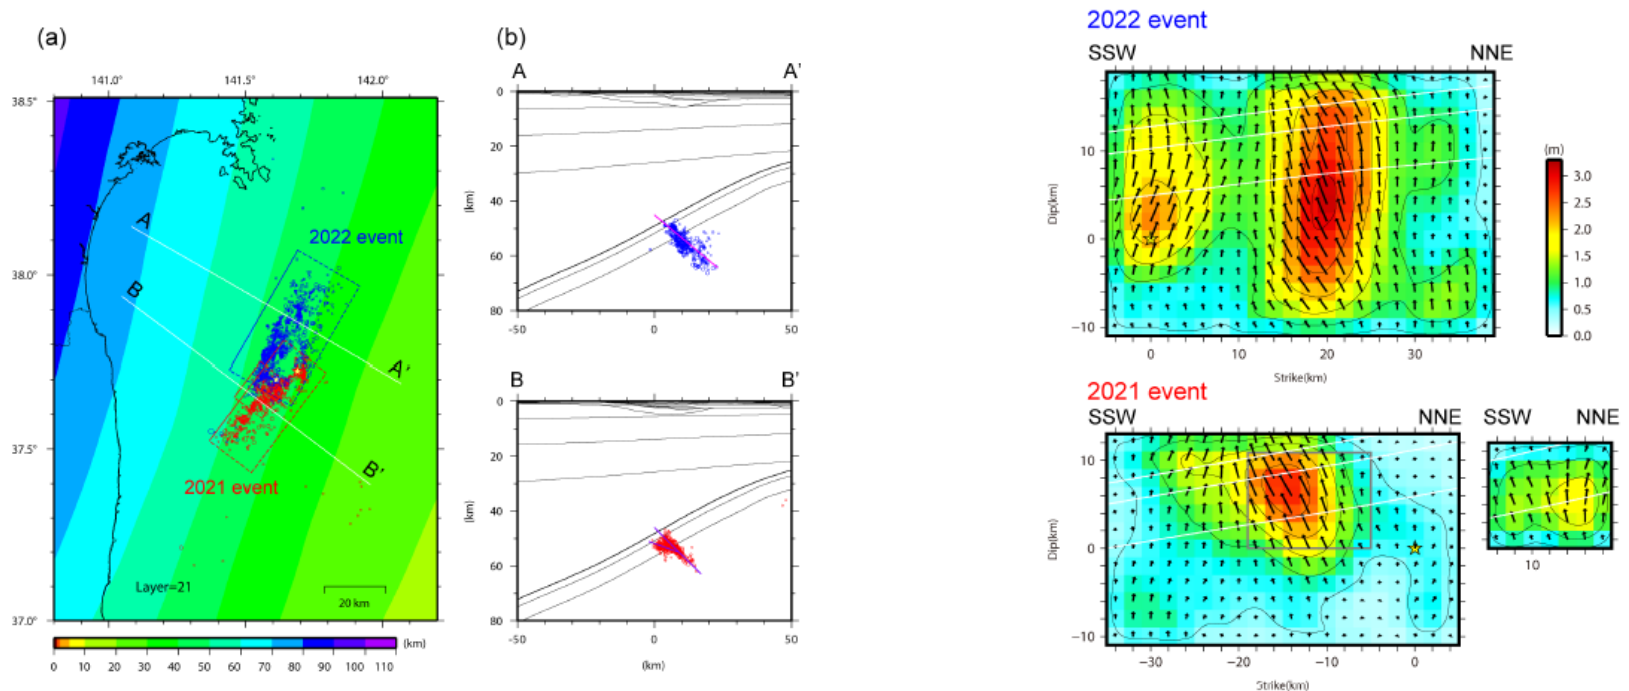 (a)
141.0°
141.5°
142.0°
38.5°
38.0°
37.5°
37.0°
A
B
2022 event
A'
B'
2021 event
Layer=21
20 km
(km)
0 10 20 30 40 50 60 70 80 90 100 110
(b)
A A'
0
20
40
60
80
(km)
-50 0 50
B B'
0
20
40
60
80
(km)
-50 0 50
(km)
2022 event
SSW NNE
10
0
−10
Dip(km)
0 10 20 30
Strike(km)
(m)
3.0
2.5
2.0
1.5
1.0
0.5
0.0
2021 event
SSW NNE
10
0
−10
Dip(km)
−30 −20 −10 0
Strike(km)
SSW NNE
10